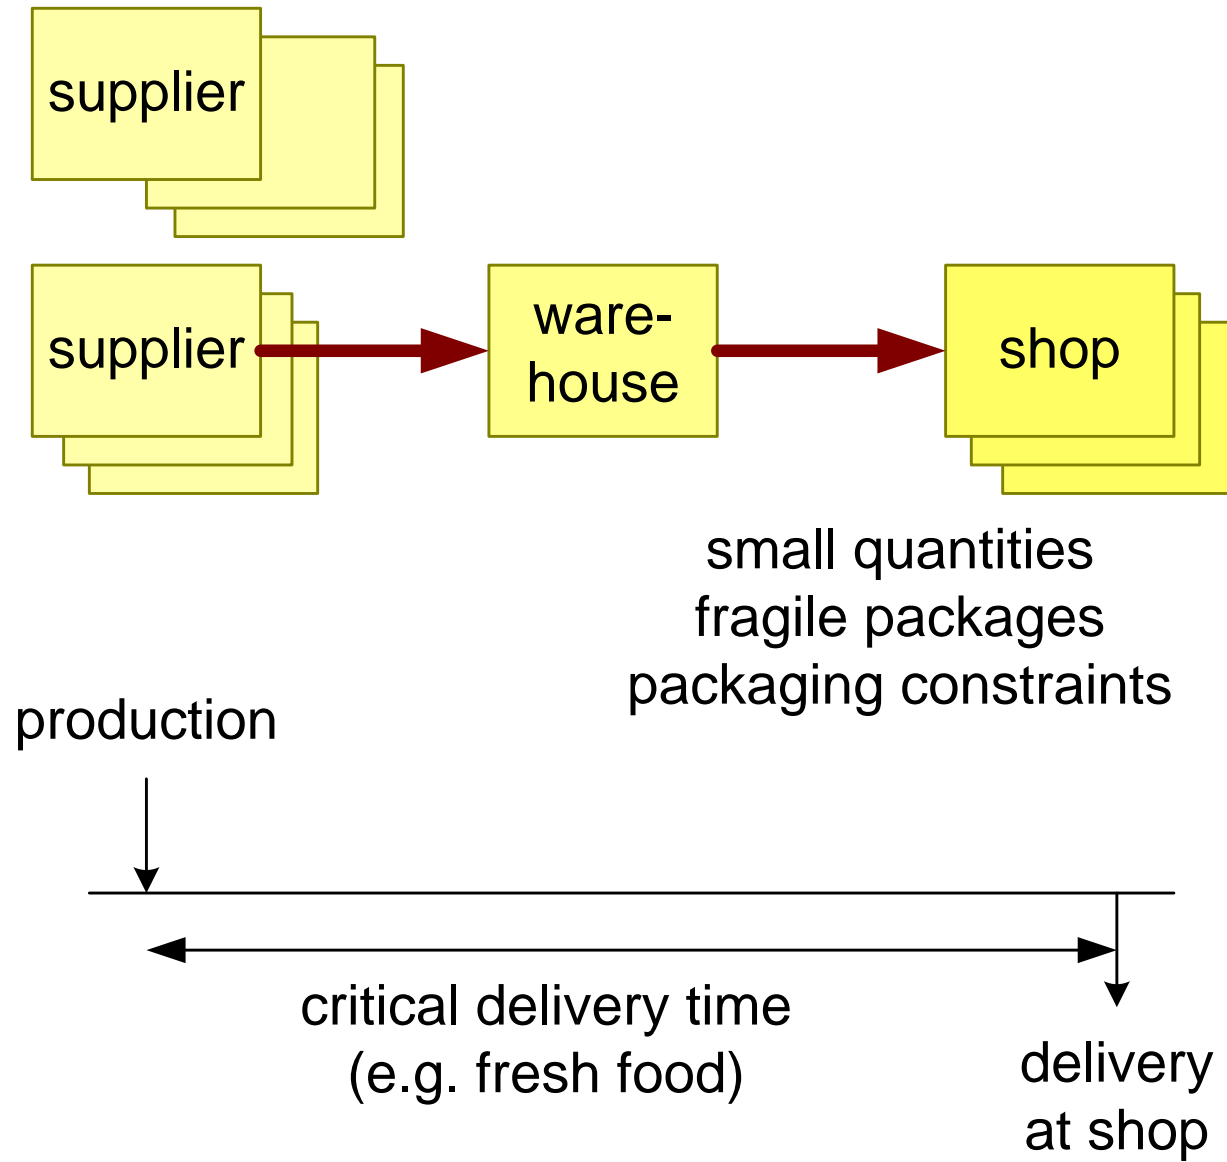 supplier
supplier
ware-
house
shop
small quantities
fragile packages
packaging constraints
production
critical delivery time
(e.g. fresh food)
delivery
at shop